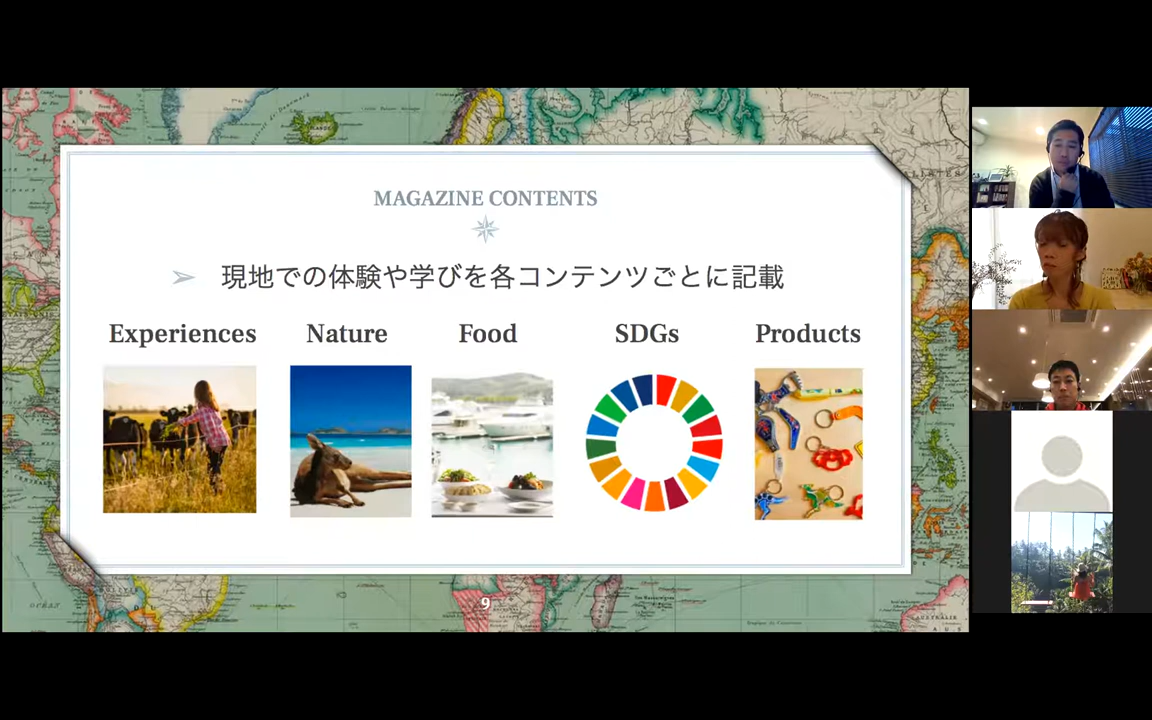 MAGAZINE CONTENTS
➢ 現地での体験や学びを各コンテンツごとに記載
Experiences
Nature
Food
SDGs
Products
9